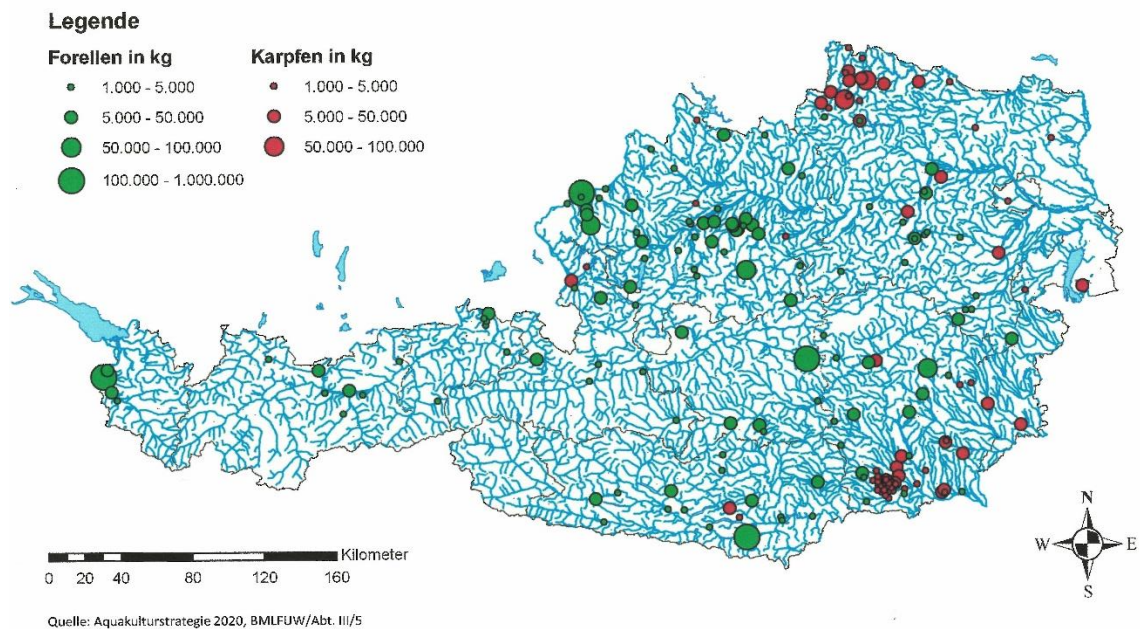 Legende
Forellen in kg
1.000 - 5.000
5.000 - 50.000
50.000 - 100.000
100.000 - 1.000.000
Karpfen in kg
1.000 - 5.000
5.000 - 50.000
50.000 - 100.000
N
W E
S
Kilometer
0 20 40 80 120 160
Quelle: Aquakulturstrategie 2020, BMLFUW/Abt. III/5